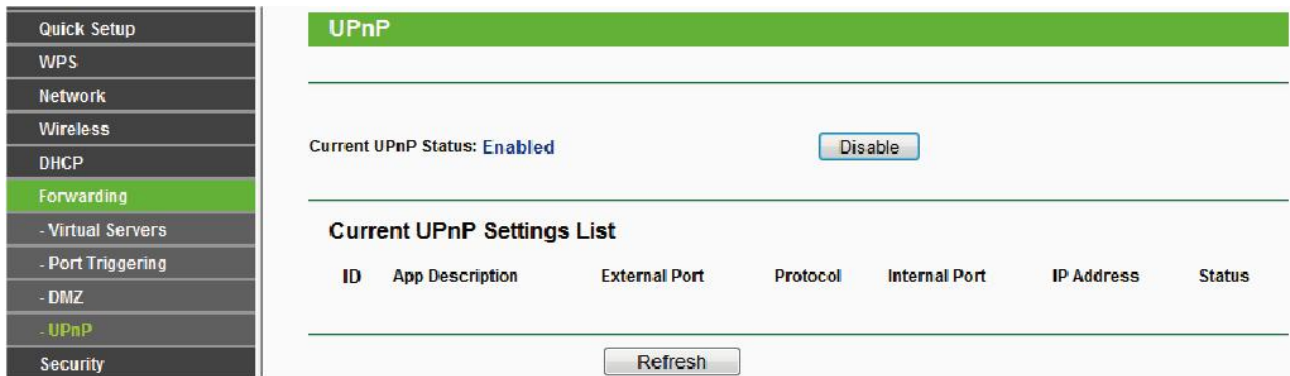 Quick Setup
WPS
Network
Wireless
DHCP
Forwarding
- Virtual Servers
- Port Triggering
- DMZ
- UPnP
Security
UPnP
Current UPnP Status: Enabled Disable
Current UPnP Settings List
ID App Description External Port Protocol Internal Port IP Address Status
Refresh